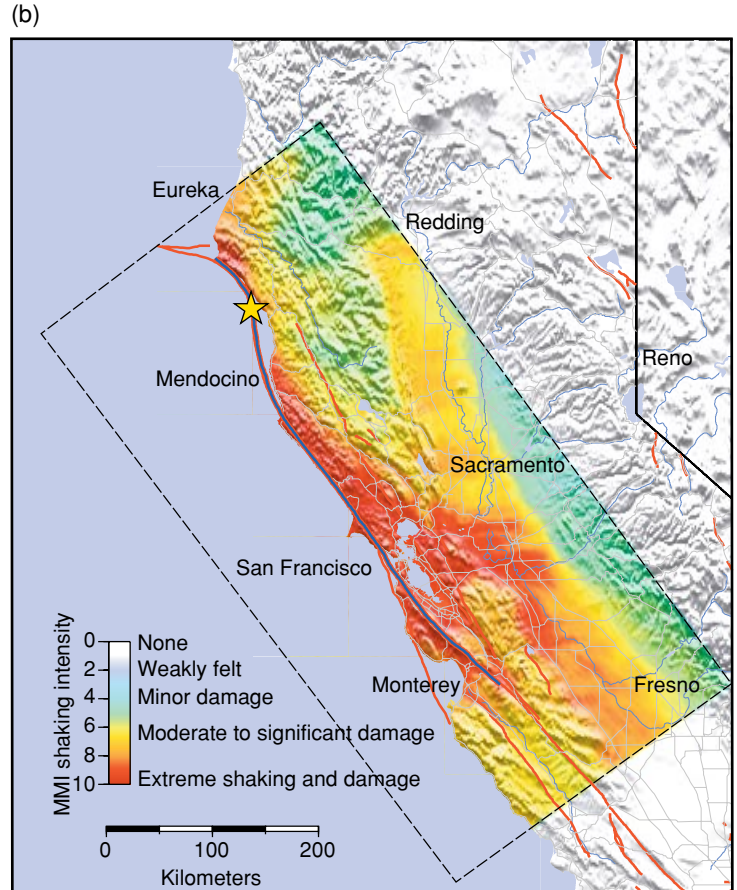 (b)
Eureka
Redding
Reno
Mendocino
Sacramento
San Francisco
Monterey
Fresno
MMI shaking intensity
0 None
2 Weakly felt
4 Minor damage
6 Moderate to significant damage
8
10 Extreme shaking and damage
0 100 200
Kilometers